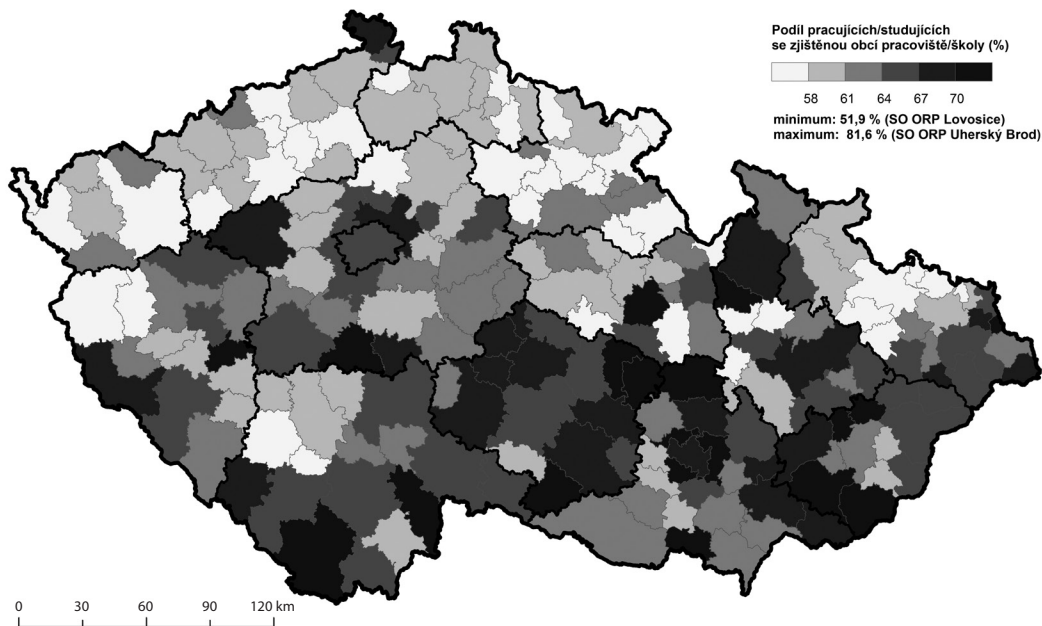 Podíl pracujících/studujících
se zjištěnou obcí pracoviště/školy (%)
58 61 64 67 70
minimum: 51,9 % (SO ORP Lovosice)
maximum: 81,6 % (SO ORP Uherský Brod)
0 30 60 90 120 km